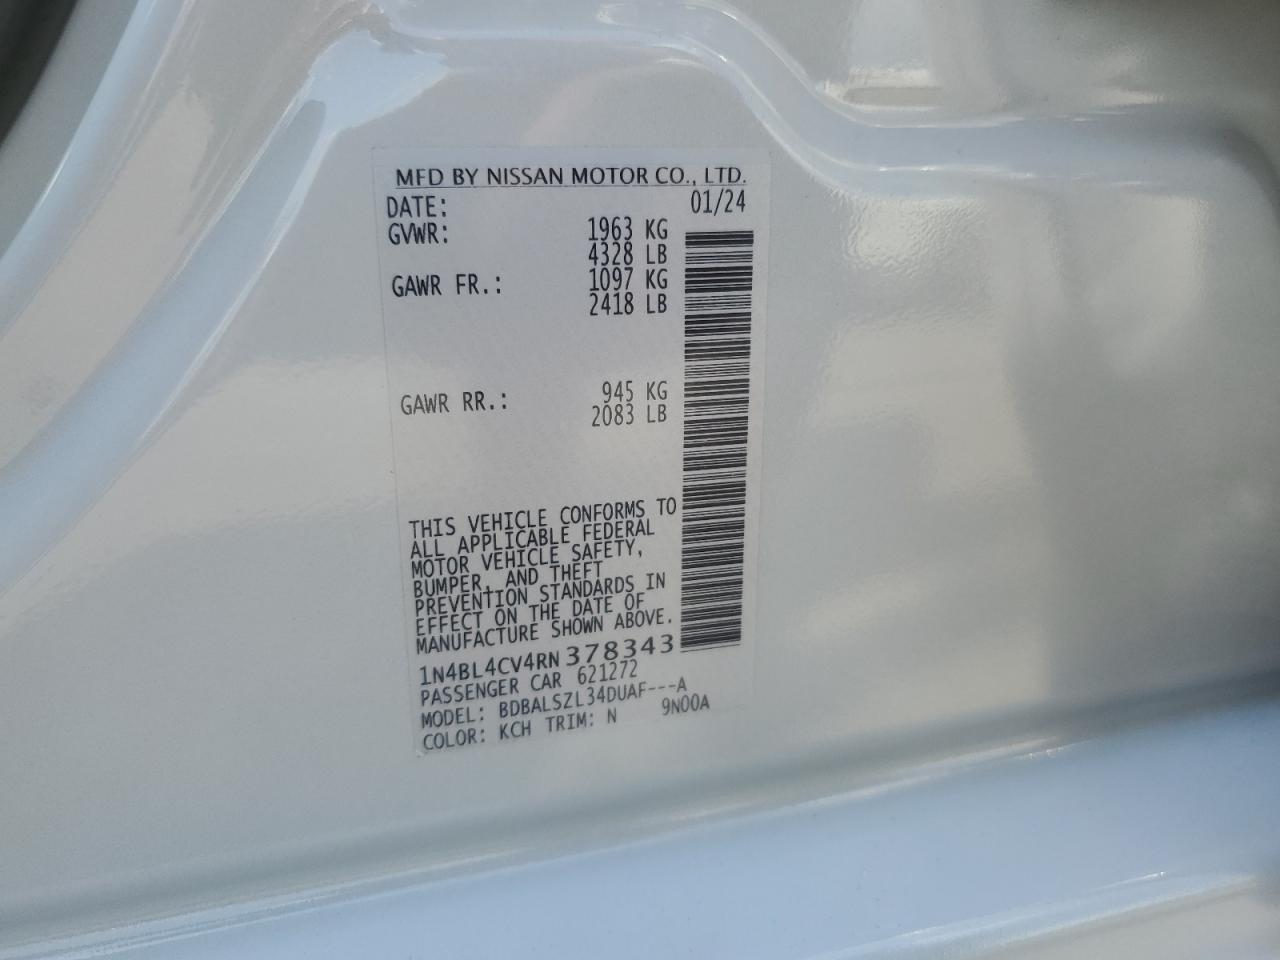 MFD BY NISSAN MOTOR CO., LTD.
DATE: 01/24
GVWR: 1963 KG
4328 LB
GAWR FR.: 1097 KG
2418 LB
GAWR RR.: 945 KG
2083 LB
THIS VEHICLE CONFORMS TO
ALL APPLICABLE FEDERAL
MOTOR VEHICLE SAFETY,
BUMPER, AND THEFT
PREVENTION STANDARDS IN
EFFECT ON THE DATE OF
MANUFACTURE SHOWN ABOVE.
1N4BL4CV4RN378343
PASSENGER CAR 621272
MODEL: BDBALSZL34DUAF---A
COLOR: KCH TRIM: N 9N00A